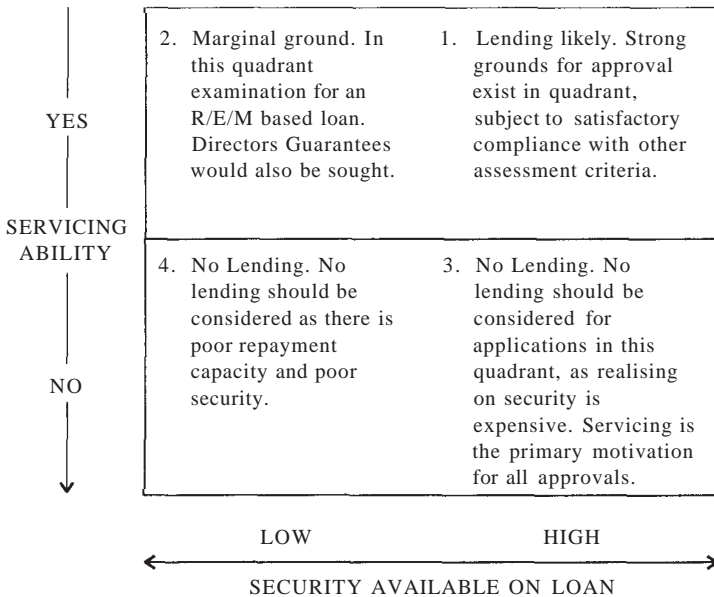 2. Marginal ground. In
this quadrant
examination for an
R/E/M based loan.
Directors Guarantees
would also be sought.
1. Lending likely. Strong
grounds for approval
exist in quadrant,
subject to satisfactory
compliance with other
assessment criteria.
YES
SERVICING
ABILITY
4. No Lending. No
lending should be
considered as there is
poor repayment
capacity and poor
security.
3. No Lending. No
lending should be
considered for
applications in this
quadrant, as realising
on security is
expensive. Servicing is
the primary motivation
for all approvals.
NO
LOW
HIGH
SECURITY AVAILABLE ON LOAN